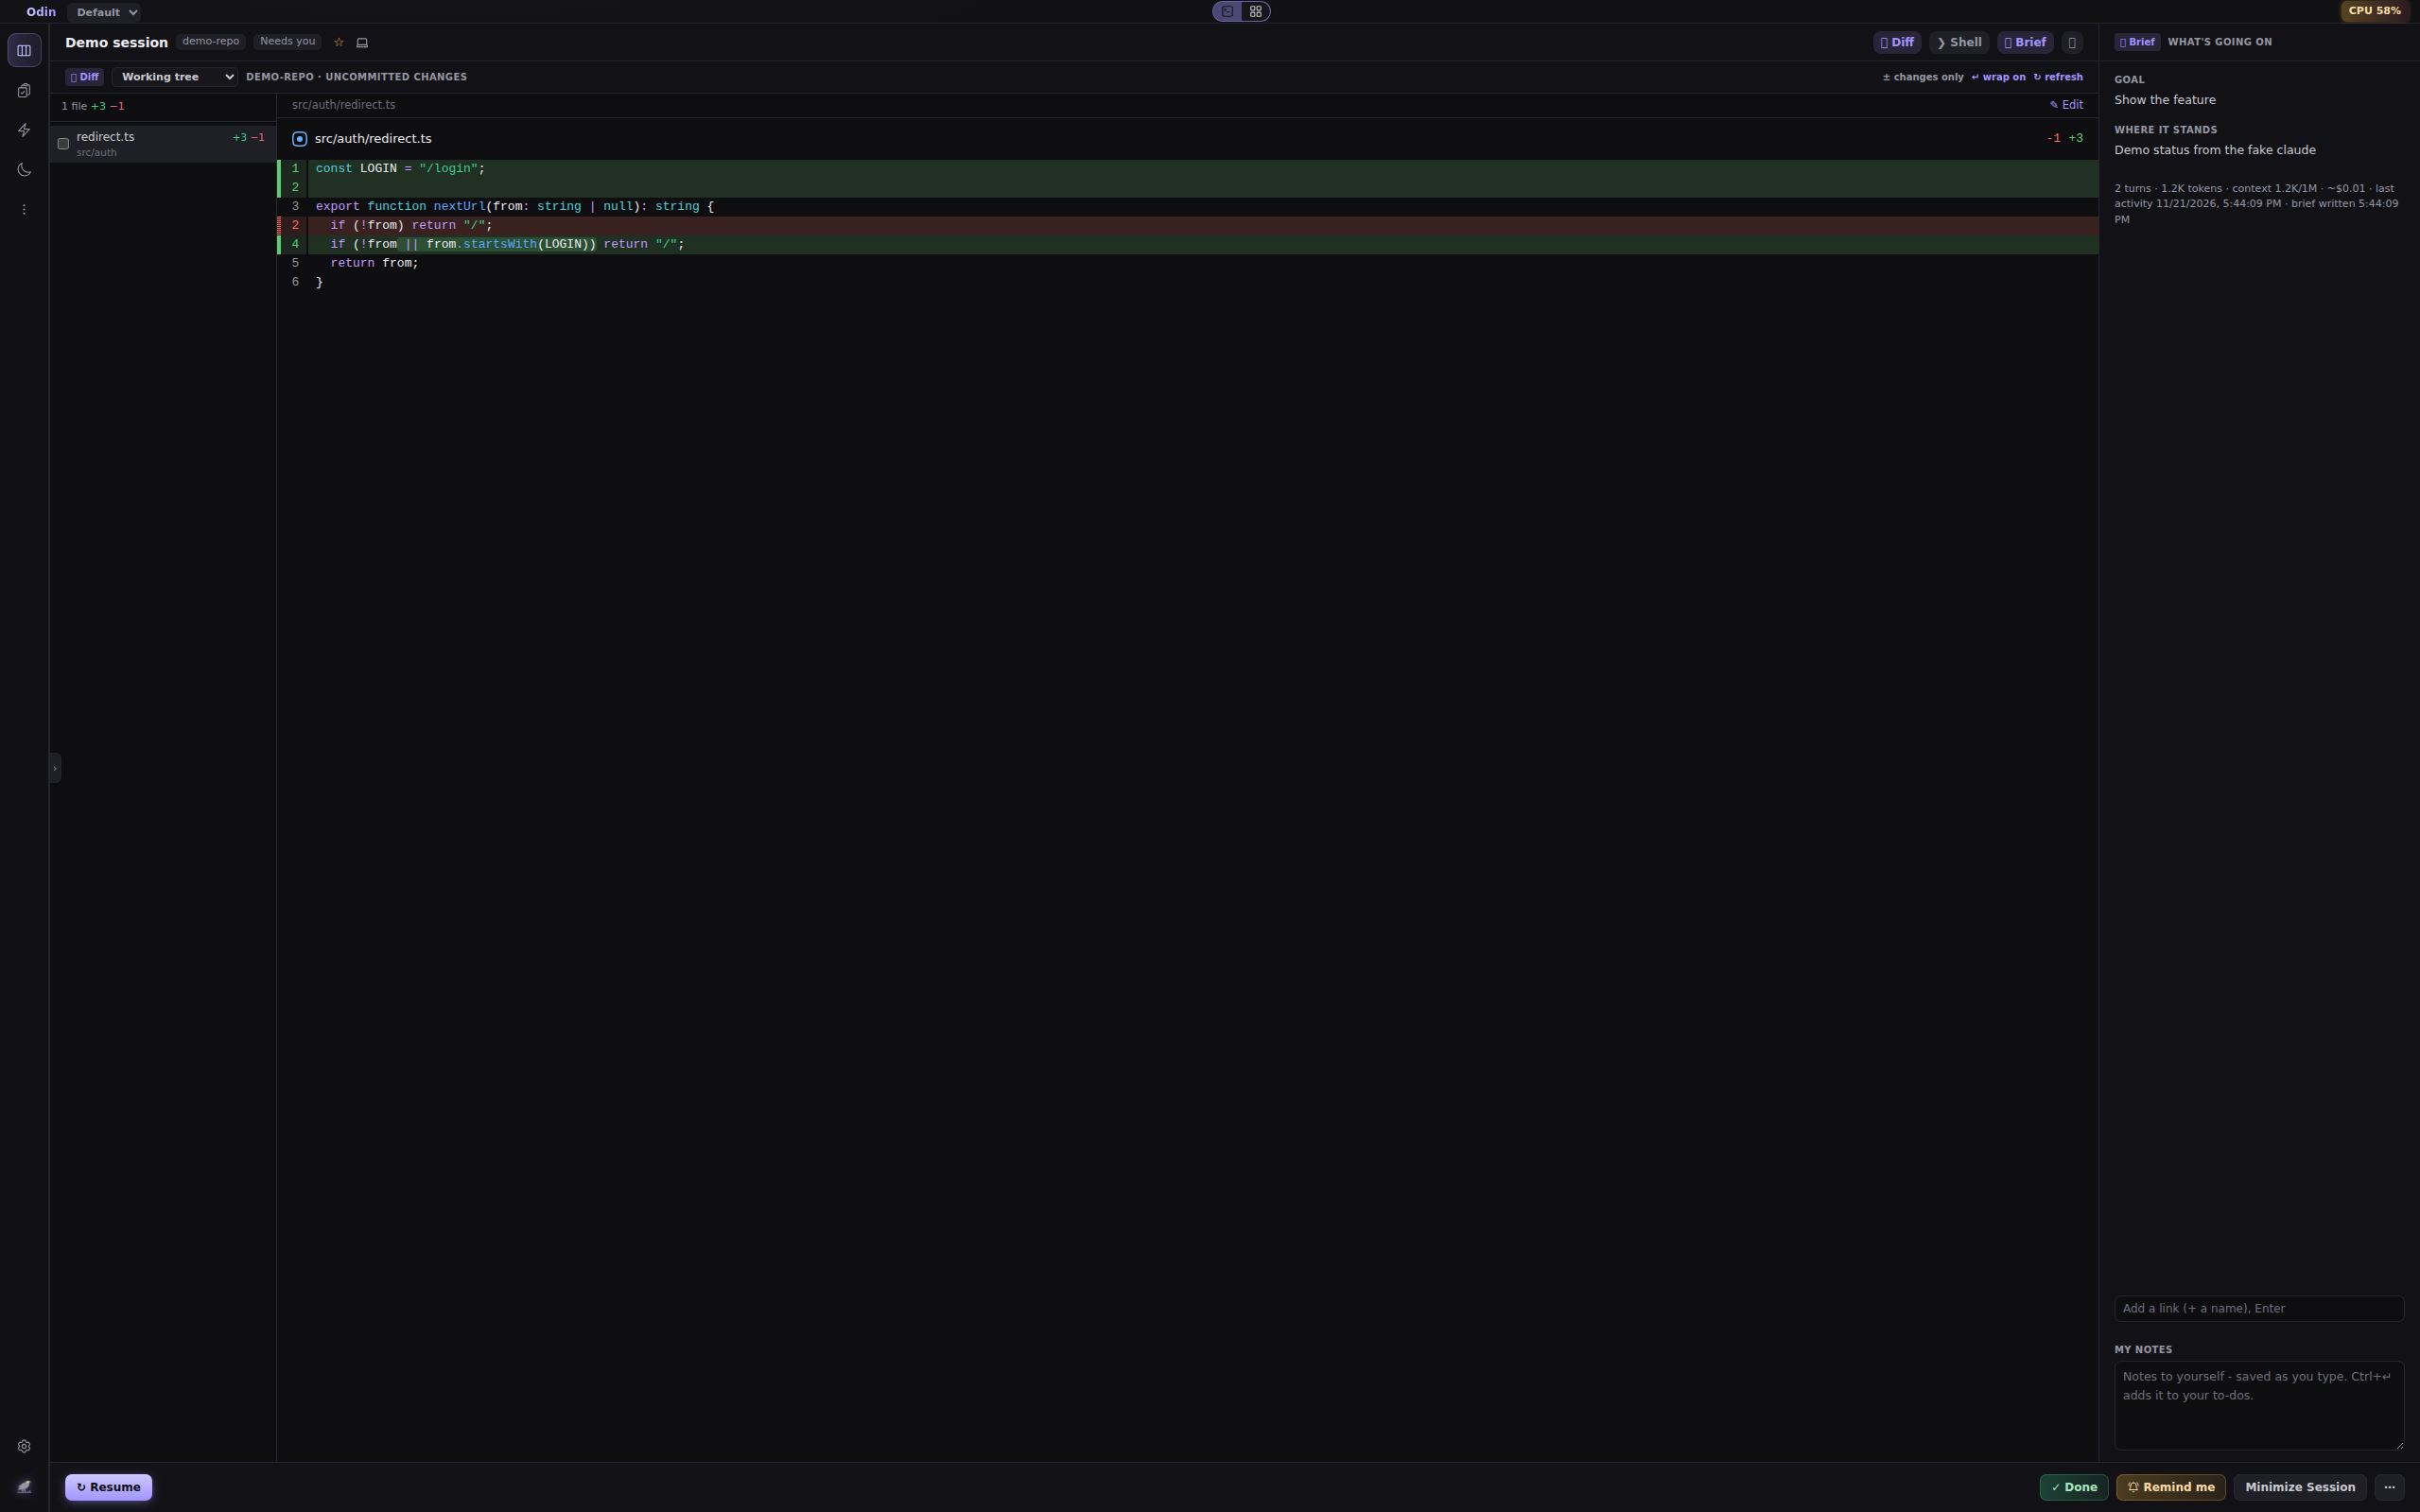 Odin Default CPU 58%
Demo session demo-repo Needs you ☆ Diff ❯ Shell Brief
Brief WHAT'S GOING ON
Diff Working tree DEMO-REPO · UNCOMMITTED CHANGES ± changes only ↵ wrap on ↻ refresh
1 file +3 −1
redirect.ts +3 −1
src/auth
src/auth/redirect.ts ✎ Edit
src/auth/redirect.ts -1 +3
1 const LOGIN = "/login";
2
3 export function nextUrl(from: string | null): string {
2 if (!from) return "/";
4 if (!from || from.startsWith(LOGIN)) return "/";
5 return from;
6 }
GOAL
Show the feature
WHERE IT STANDS
Demo status from the fake claude
2 turns · 1.2K tokens · context 1.2K/1M · ~$0.01 · last
activity 11/21/2026, 5:44:09 PM · brief written 5:44:09
PM
›
Add a link (+ a name), Enter
MY NOTES
Notes to yourself - saved as you type. Ctrl+↵
adds it to your to-dos.
↻ Resume ✓ Done Remind me Minimize Session ⋯